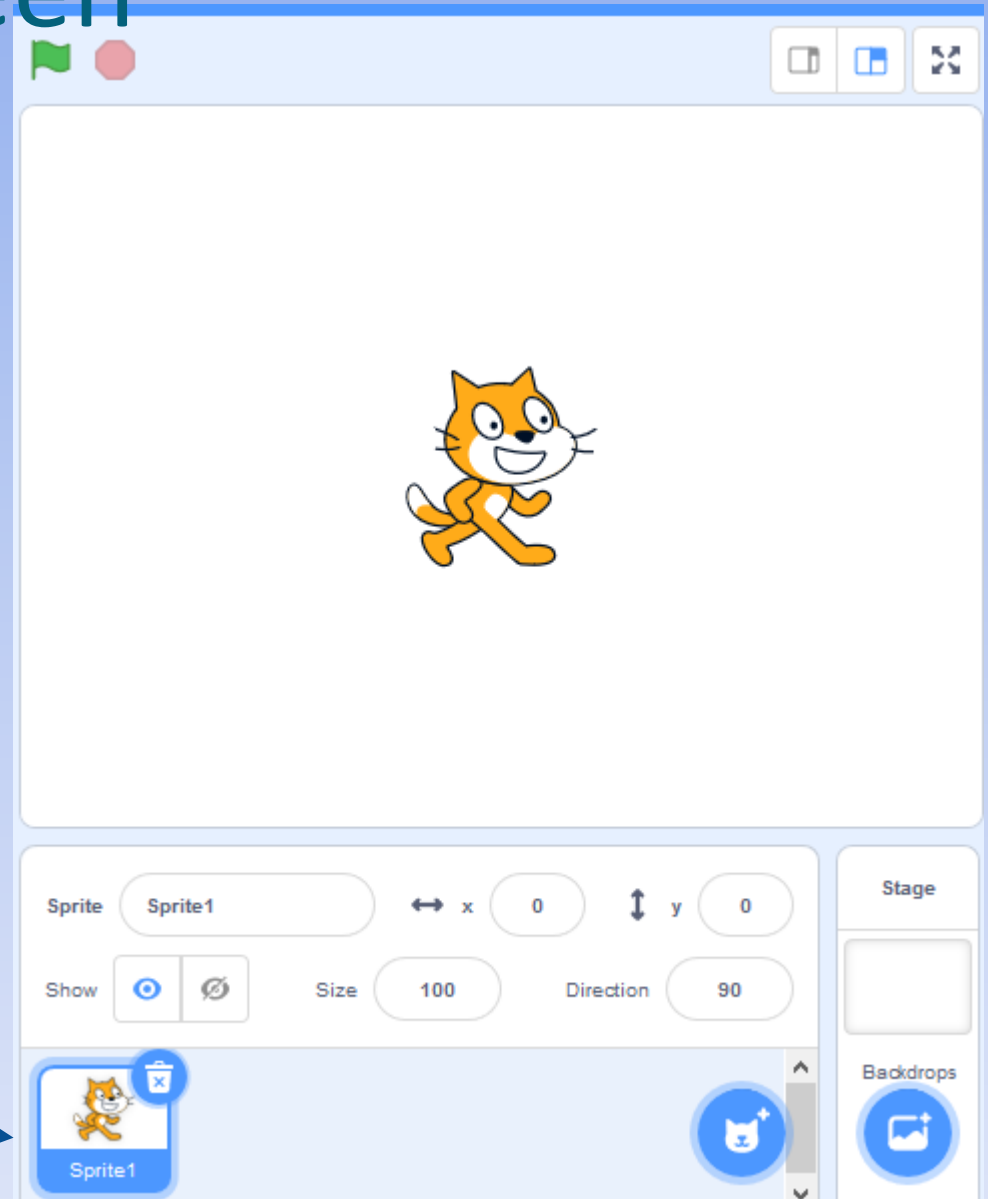 Sprite Sprite1 x 0 y 0
Stage
Show Size 100 Direction 90
Backdrops
Sprite1